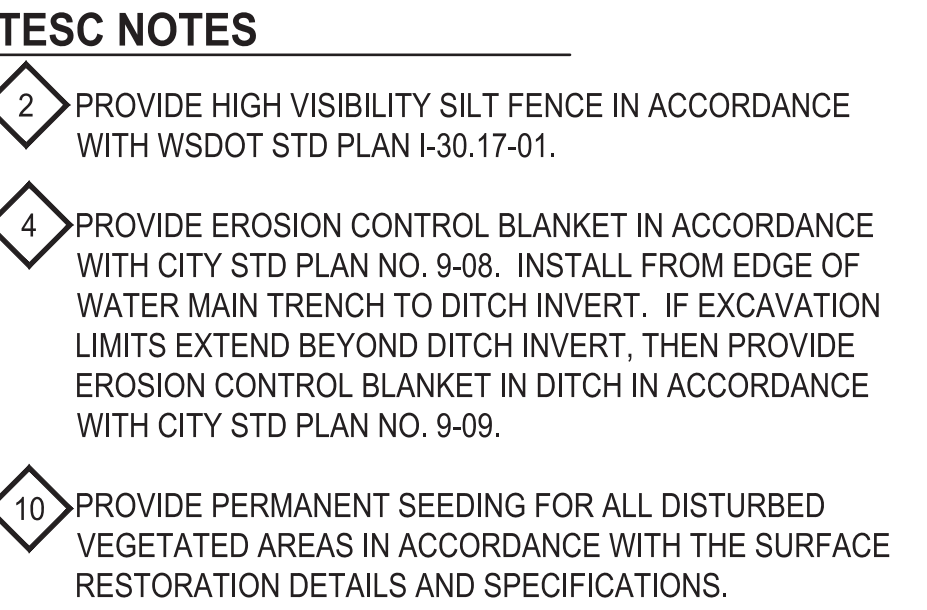 TESC NOTES
2 PROVIDE HIGH VISIBILITY SILT FENCE IN ACCORDANCE
WITH WSDOT STD PLAN I-30.17-01.
4 PROVIDE EROSION CONTROL BLANKET IN ACCORDANCE
WITH CITY STD PLAN NO. 9-08. INSTALL FROM EDGE OF
WATER MAIN TRENCH TO DITCH INVERT. IF EXCAVATION
LIMITS EXTEND BEYOND DITCH INVERT, THEN PROVIDE
EROSION CONTROL BLANKET IN DITCH IN ACCORDANCE
WITH CITY STD PLAN NO. 9-09.
10 PROVIDE PERMANENT SEEDING FOR ALL DISTURBED
VEGETATED AREAS IN ACCORDANCE WITH THE SURFACE
RESTORATION DETAILS AND SPECIFICATIONS.